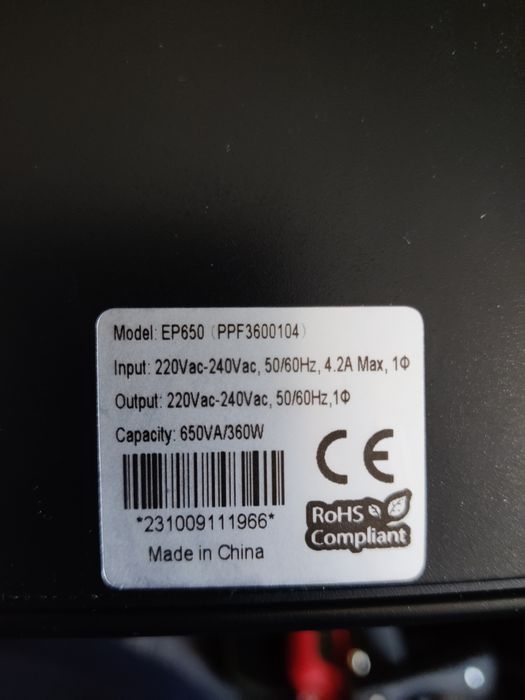 Model: EP650 (PPF3600104)
Input: 220Vac-240Vac, 50/60Hz, 4.2A Max, 1Φ
Output: 220Vac-240Vac, 50/60Hz,1Φ
Capacity: 650VA/360W
CE
*231009111966*
RoHS
Compliant
Made in China